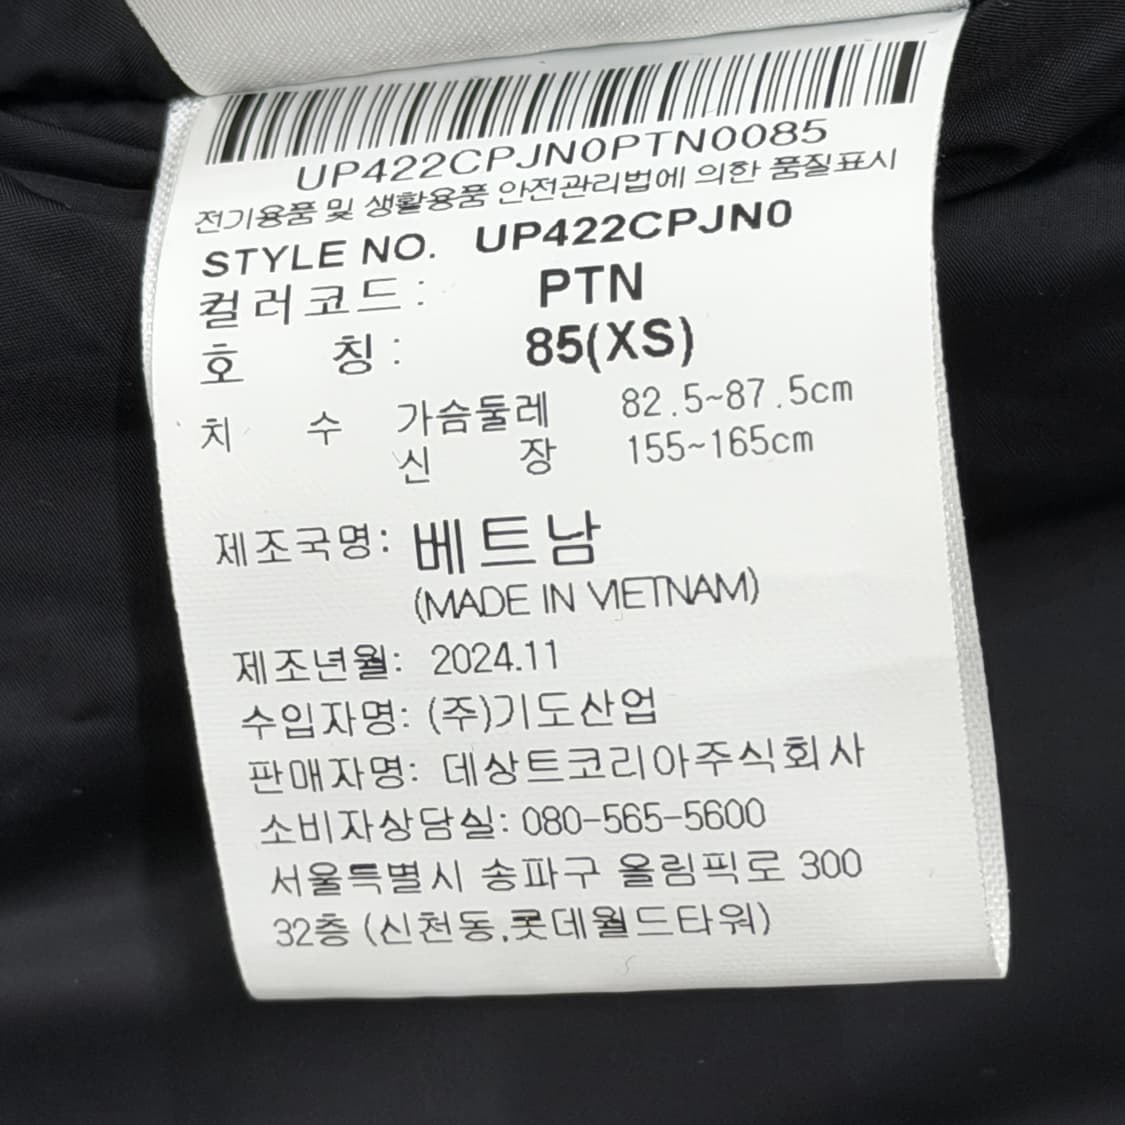 UP422CPJN0PTN0085
전기용품 및 생활용품 안전관리법에 의한 품질표시
STYLE NO. UP422CPJN0
컬러코드: PTN
호 칭: 85(XS)
치 수 가슴둘레 82.5~87.5cm
신 장 155~165cm
제조국명: 베트남
(MADE IN VIETNAM)
제조년월: 2024.11
수입자명: (주)기도산업
판매자명: 데상트코리아주식회사
소비자상담실: 080-565-5600
서울특별시 송파구 올림픽로 300
32층 (신천동,롯데월드타워)